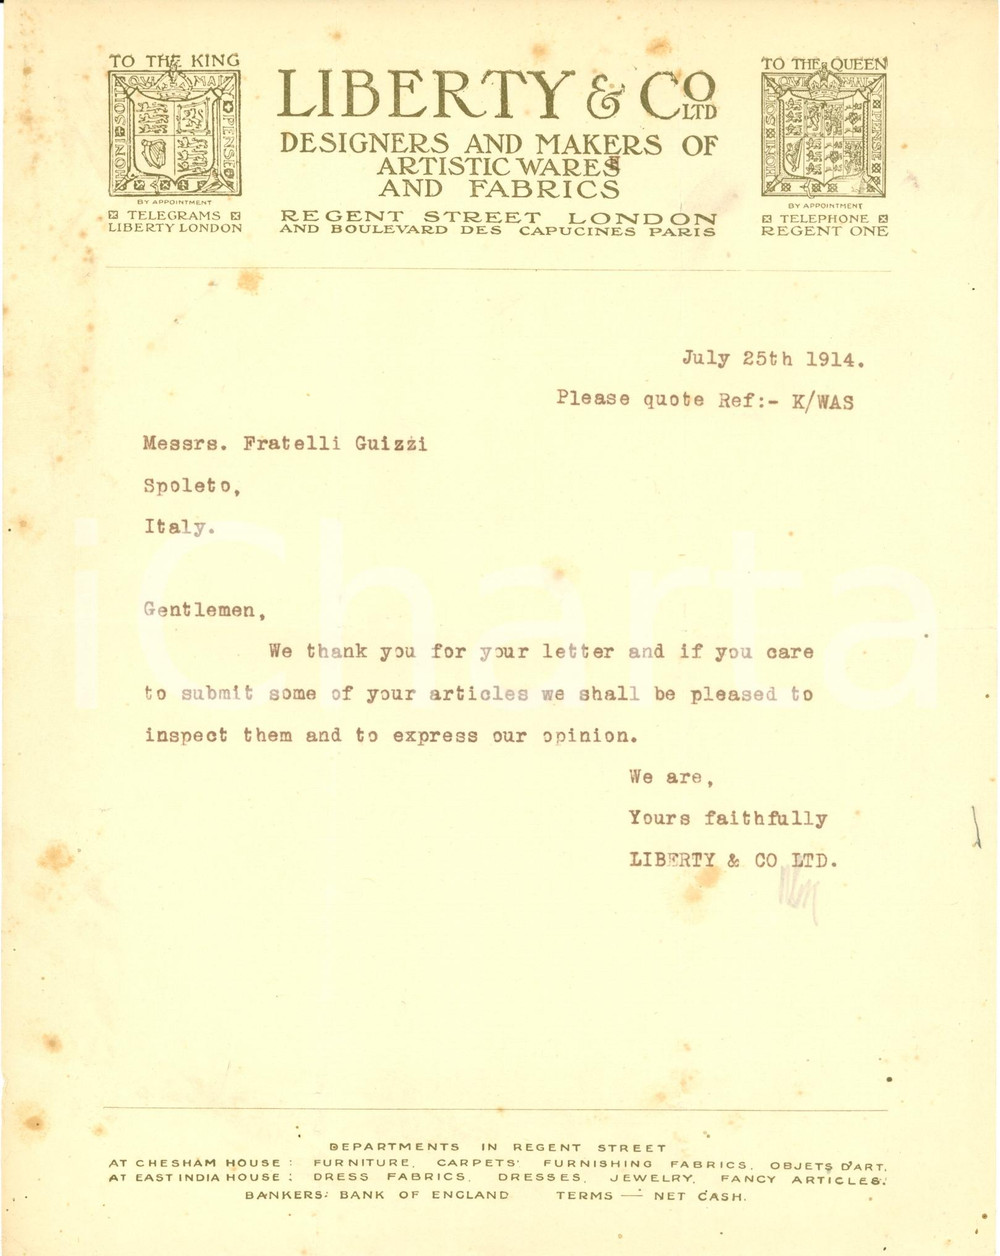 TO THE KING
BY APPOINTMENT
TELEGRAMS
LIBERTY LONDON
LIBERTY & CO LTD
DESIGNERS AND MAKERS OF
ARTISTIC WARES
AND FABRICS
REGENT STREET LONDON
AND BOULEVARD DES CAPUCINES PARIS
TO THE QUEEN
BY APPOINTMENT
TELEPHONE
REGENT ONE
July 25th 1914.
Please quote Ref:- K/WAS
Messrs. Fratelli Guizzi
Spoleto,
Italy.
Gentlemen,
We thank you for your letter and if you care
to submit some of your articles we shall be pleased to
inspect them and to express our opinion.
We are,
Yours faithfully
LIBERTY & CO LTD.
iCharta
DEPARTMENTS IN REGENT STREET
AT CHESHAM HOUSE: FURNITURE, CARPETS' FURNISHING FABRICS, OBJETS D'ART,
AT EAST INDIA HOUSE: DRESS FABRICS, DRESSES, JEWELRY, FANCY ARTICLES.
BANKERS: BANK OF ENGLAND TERMS — NET CASH.